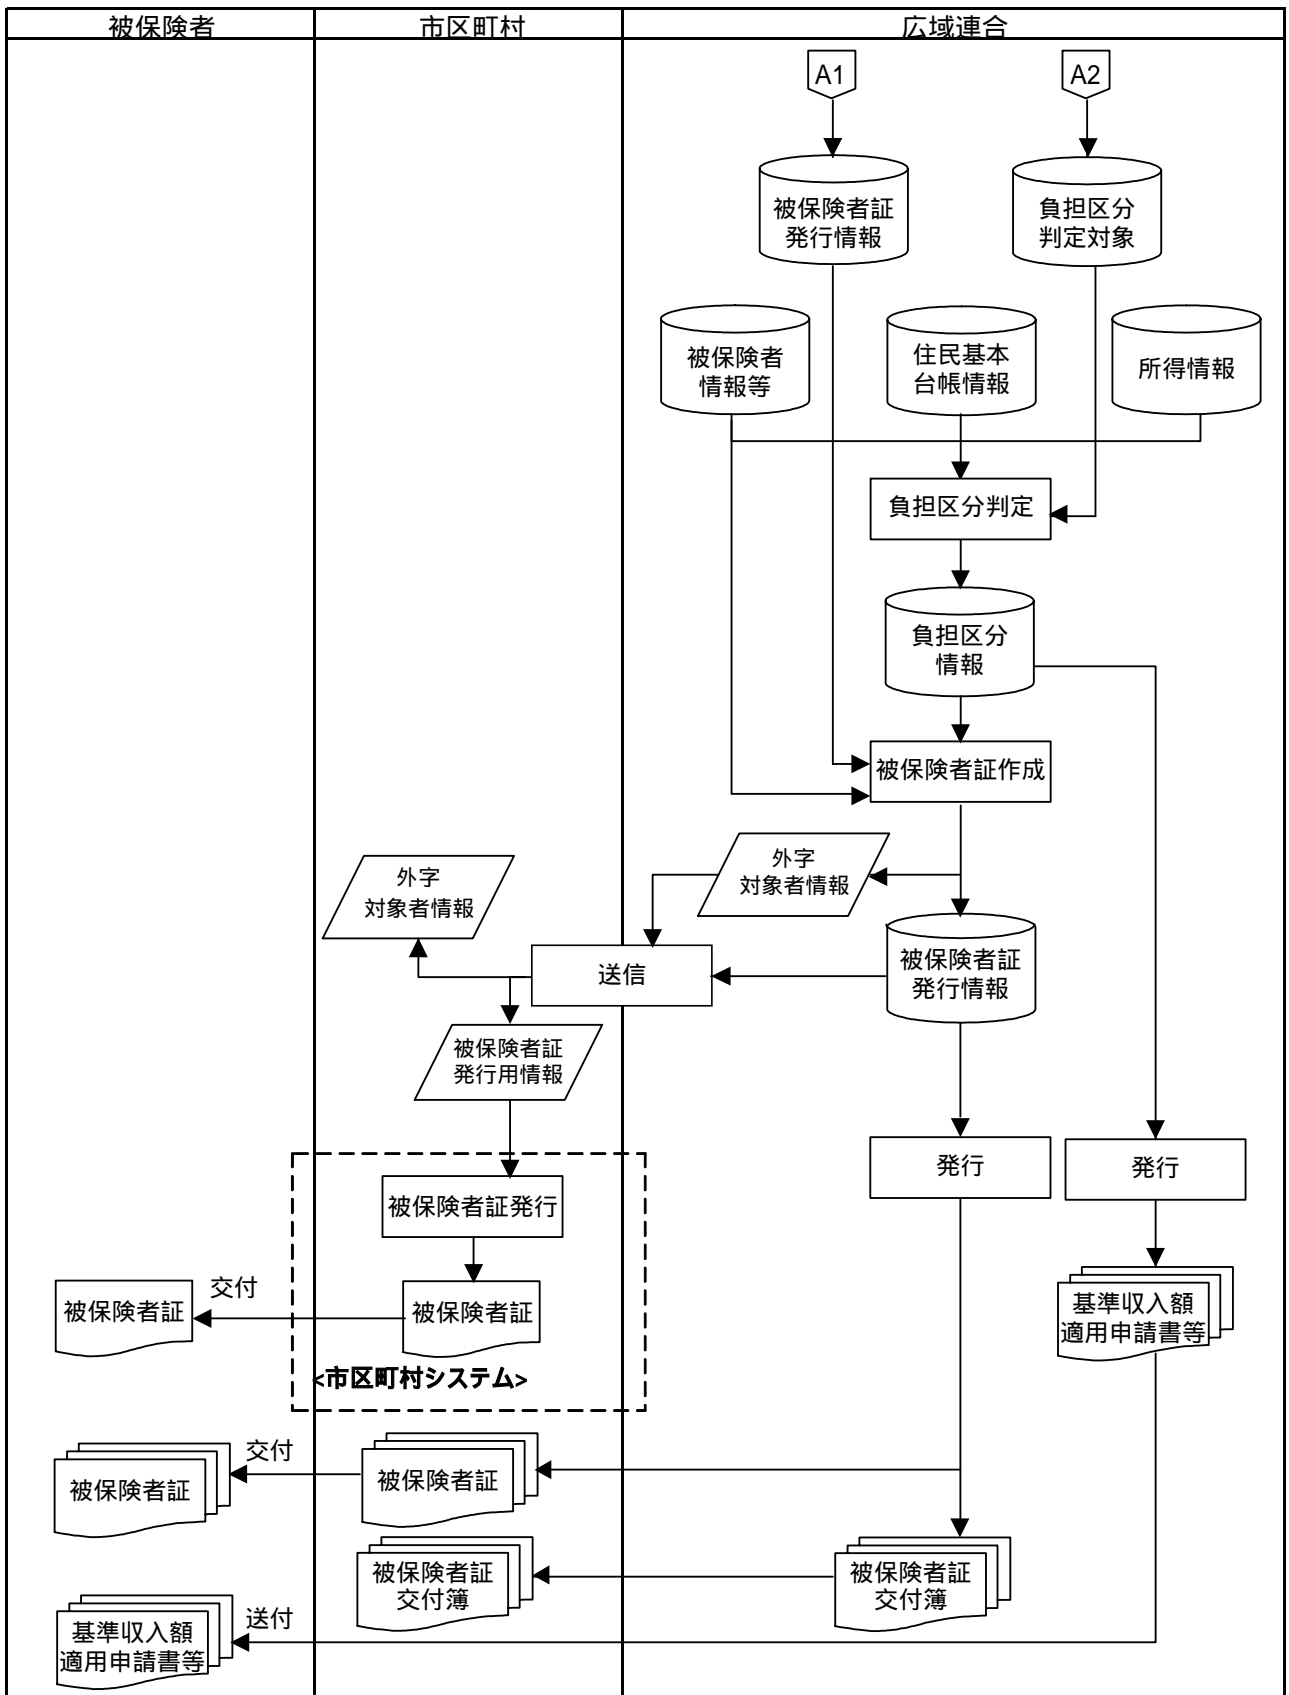 被保険者
市区町村
広域連合
A1
A2
被保険者証
発行情報
負担区分
判定対象
被保険者
情報等
住民基本
台帳情報
所得情報
負担区分判定
負担区分
情報
被保険者証作成
外字
対象者情報
外字
対象者情報
送信
被保険者証
発行情報
被保険者証
発行用情報
発行
発行
被保険者証発行
被保険者証
交付
被保険者証
基準収入額
適用申請書等
<市区町村システム>
被保険者証
交付
被保険者証
被保険者証
交付簿
被保険者証
交付簿
基準収入額
適用申請書等
送付